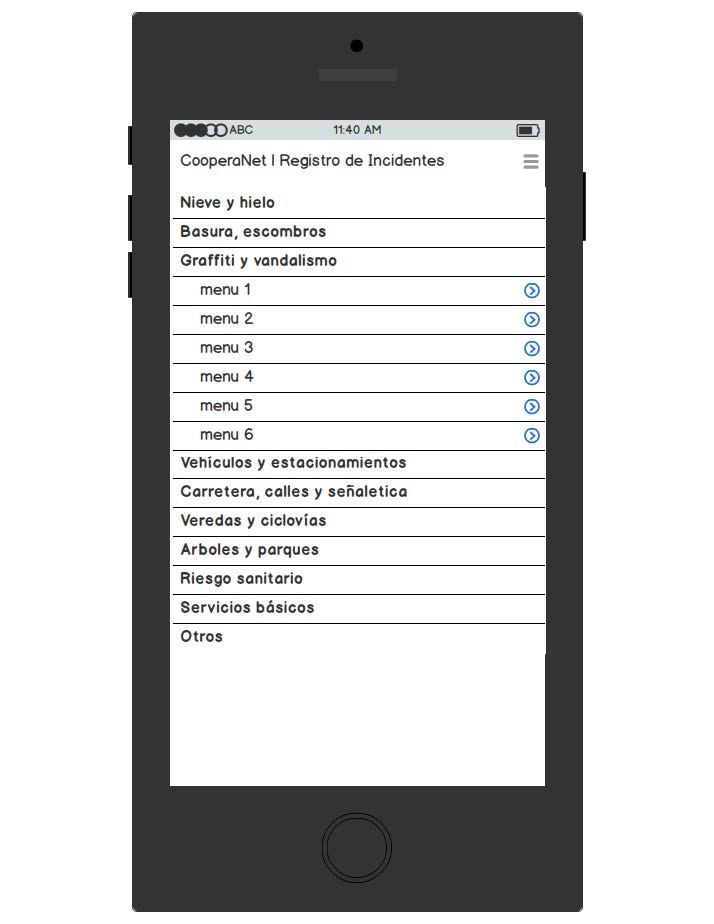 ABC 11:40 AM
CooperaNet | Registro de Incidentes
Nieve y hielo
Basura, escombros
Graffiti y vandalismo
menu 1
menu 2
menu 3
menu 4
menu 5
menu 6
Vehículos y estacionamientos
Carretera, calles y señaletica
Veredas y ciclovías
Arboles y parques
Riesgo sanitario
Servicios básicos
Otros